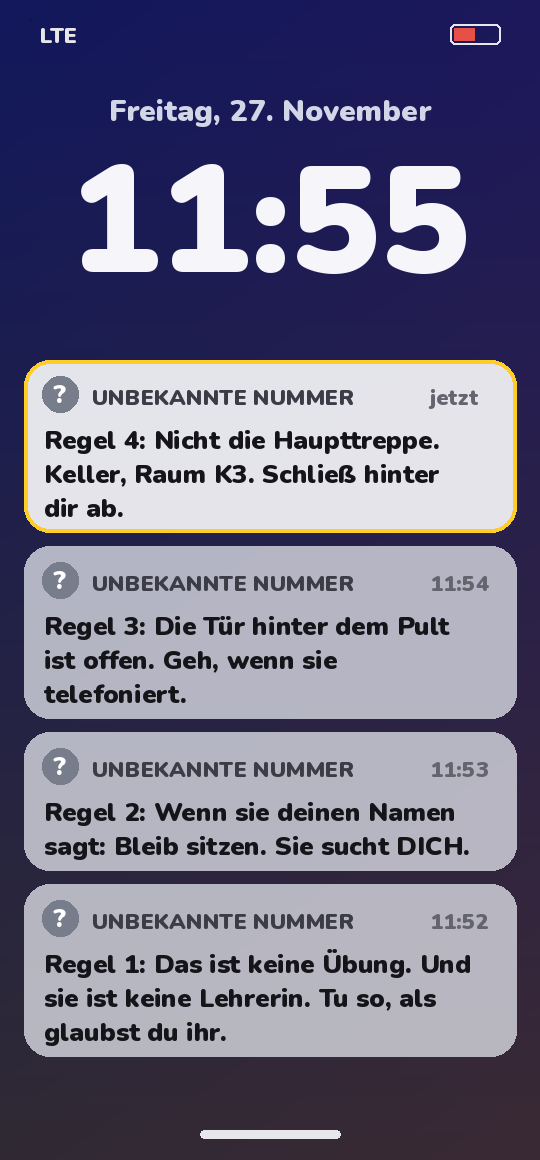 LTE
Freitag, 27. November
11:55
? UNBEKANNTE NUMMER jetzt
Regel 4: Nicht die Haupttreppe.
Keller, Raum K3. Schließ hinter
dir ab.
? UNBEKANNTE NUMMER 11:54
Regel 3: Die Tür hinter dem Pult
ist offen. Geh, wenn sie
telefoniert.
? UNBEKANNTE NUMMER 11:53
Regel 2: Wenn sie deinen Namen
sagt: Bleib sitzen. Sie sucht DICH.
? UNBEKANNTE NUMMER 11:52
Regel 1: Das ist keine Übung. Und
sie ist keine Lehrerin. Tu so, als
glaubst du ihr.